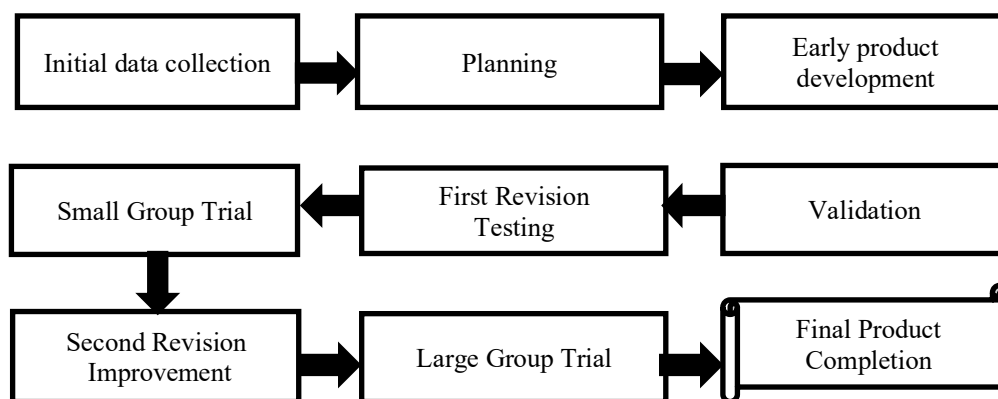 Initial data collection
Planning
Early product
development
Validation
First Revision
Testing
Small Group Trial
Second Revision
Improvement
Large Group Trial
Final Product
Completion